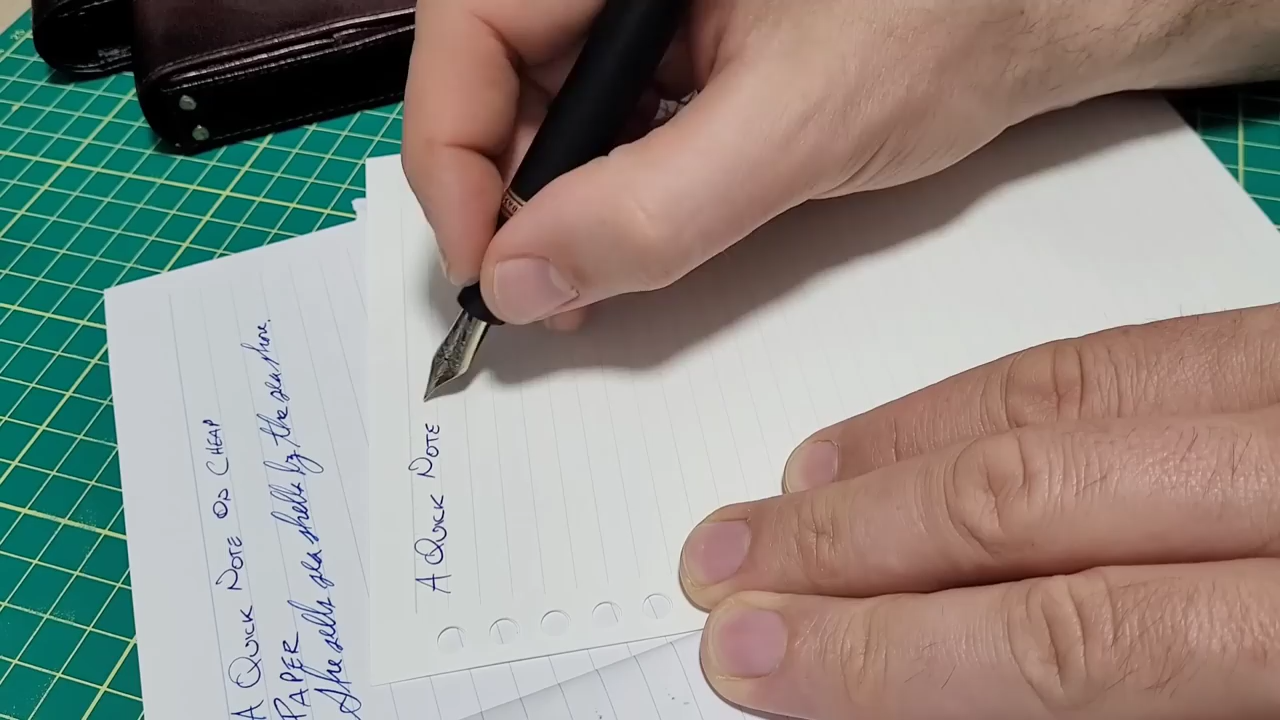 A QUICK NOTE ON CHEAP
PAPER
She sells sea shells by the sea shore.
A QUICK NOTE